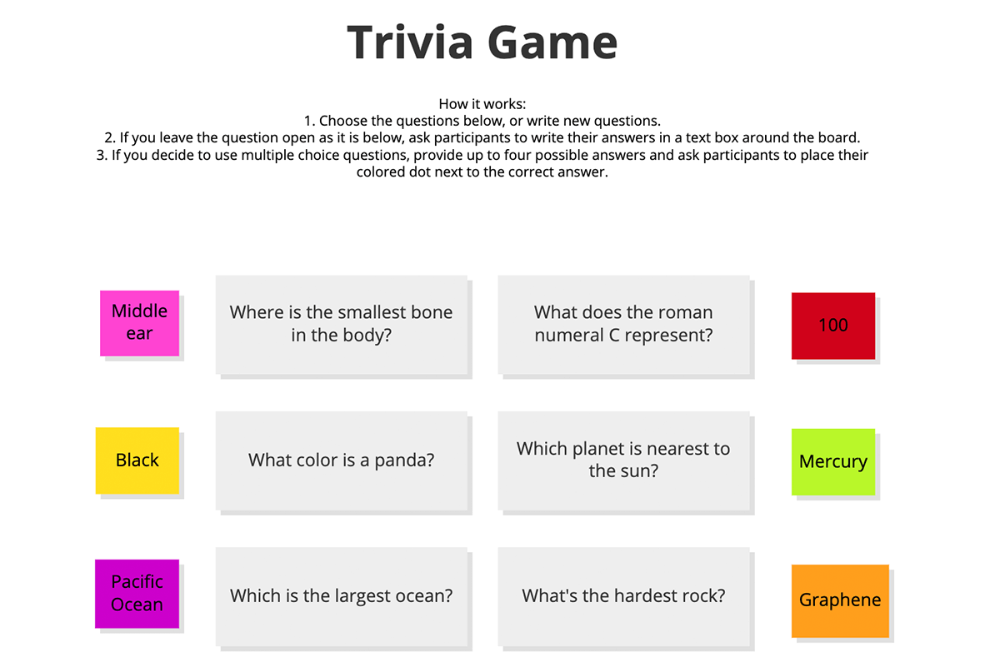 Trivia Game
How it works:
1. Choose the questions below, or write new questions.
2. If you leave the question open as it is below, ask participants to write their answers in a text box around the board.
3. If you decide to use multiple choice questions, provide up to four possible answers and ask participants to place their
colored dot next to the correct answer.
Middle
ear
Where is the smallest bone
in the body?
What does the roman
numeral C represent?
100
Black
What color is a panda?
Which planet is nearest to
the sun?
Mercury
Pacific
Ocean
Which is the largest ocean?
What's the hardest rock?
Graphene